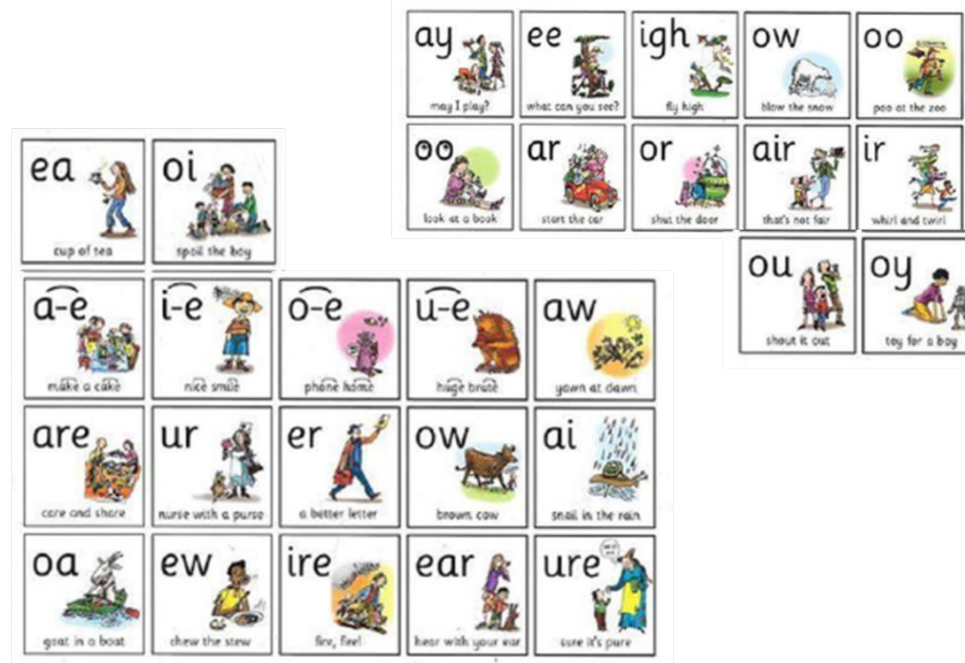 ay ee igh ow oo
may I play? what can you see? fly high blow the snow poo at the zoo
oo ar or air ir
look at a book start the car shut the door that's not fair whirl and twirl
ou oy
shout it out toy for a boy
ea oi
cup of tea spoil the boy
a-e i-e o-e u-e aw
make a cake nice smile phone home huge brute yawn at dawn
are ur er ow ai
care and share nurse with a purse a better letter brown cow snail in the rain
oa ew ire ear ure
goat in a boat chew the stew fire, fire! hear with your ear sure it's pure